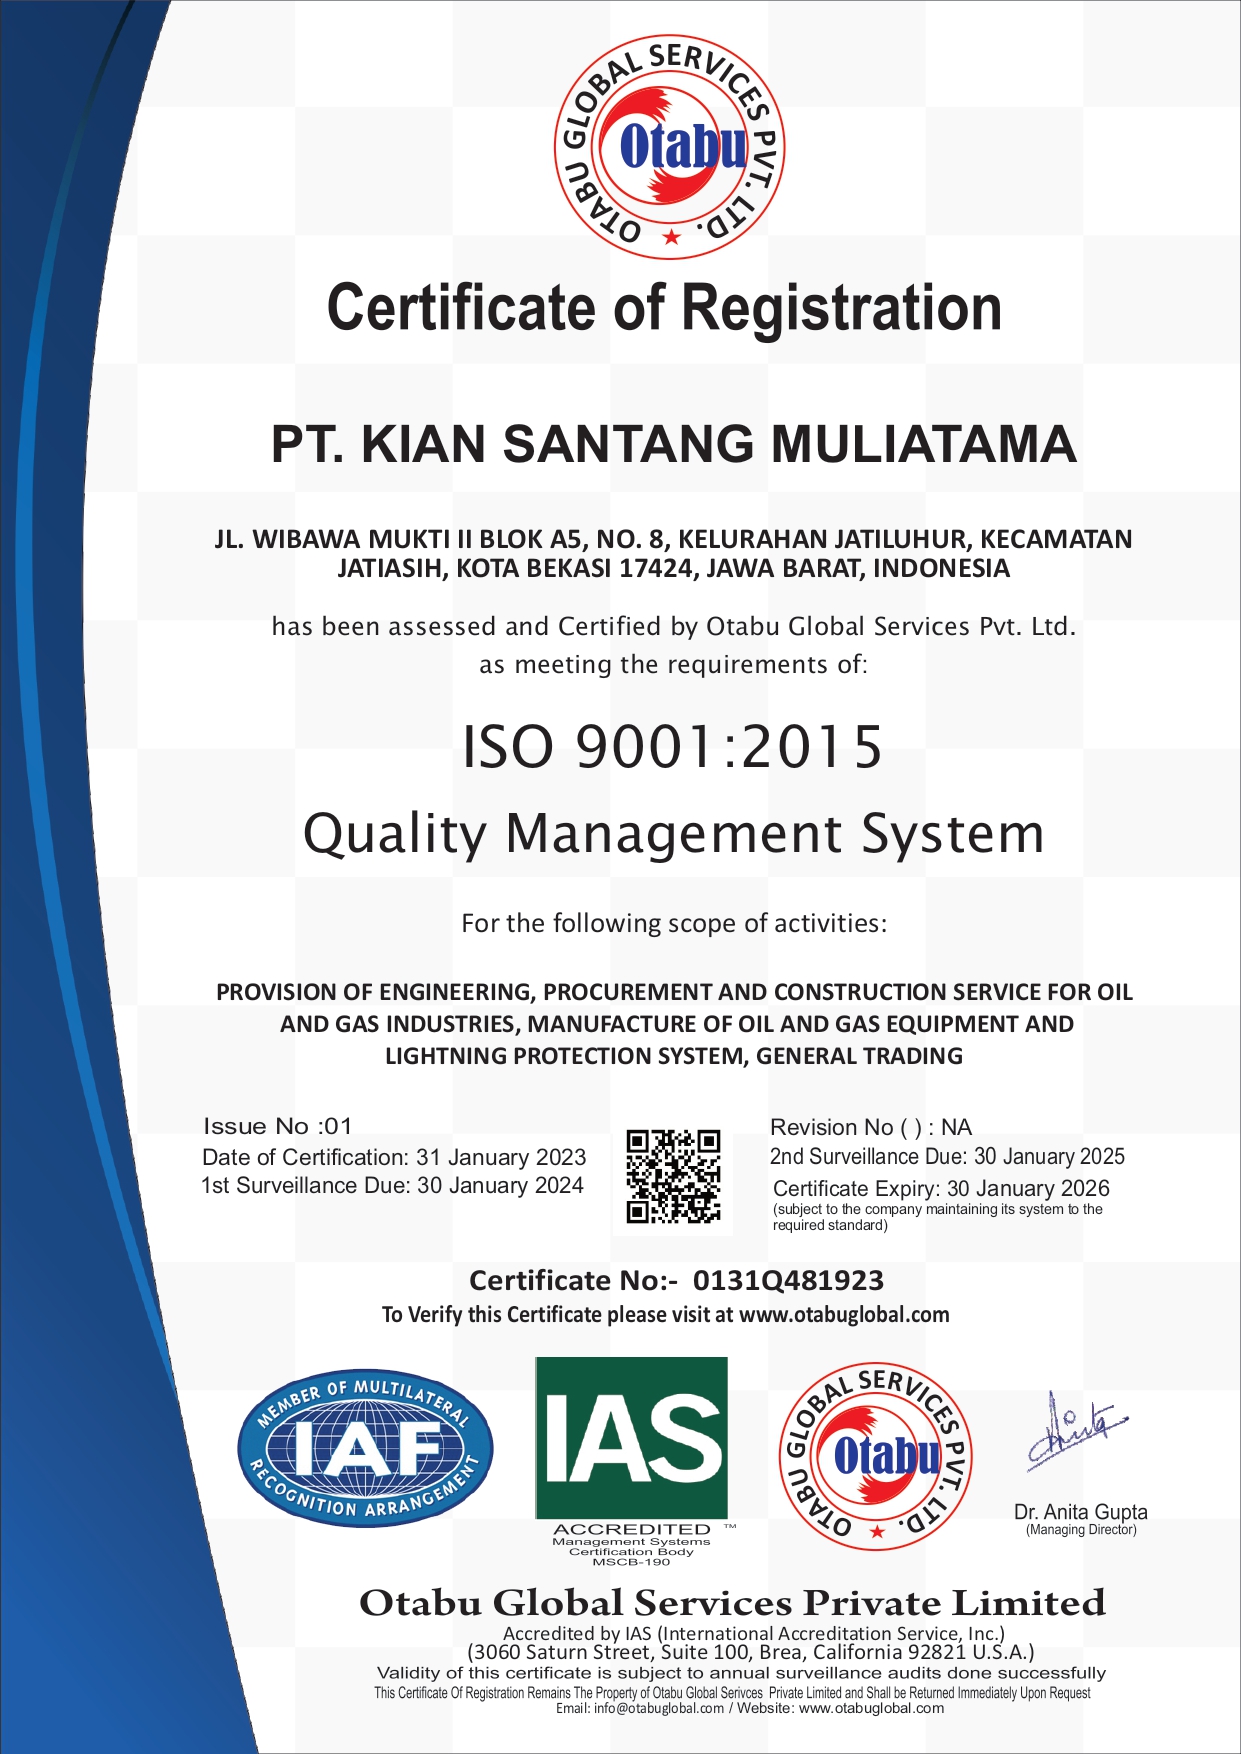 OTABU GLOBAL SERVICES PVT. LTD.
Otabu
Certificate of Registration
PT. KIAN SANTANG MULIATAMA
JL. WIBAWA MUKTI II BLOK A5, NO. 8, KELURAHAN JATILUHUR, KECAMATAN
JATIASIH, KOTA BEKASI 17424, JAWA BARAT, INDONESIA
has been assessed and Certified by Otabu Global Services Pvt. Ltd.
as meeting the requirements of:
ISO 9001:2015
Quality Management System
For the following scope of activities:
PROVISION OF ENGINEERING, PROCUREMENT AND CONSTRUCTION SERVICE FOR OIL
AND GAS INDUSTRIES, MANUFACTURE OF OIL AND GAS EQUIPMENT AND
LIGHTNING PROTECTION SYSTEM, GENERAL TRADING
Issue No :01
Date of Certification: 31 January 2023
1st Surveillance Due: 30 January 2024
Revision No ( ) : NA
2nd Surveillance Due: 30 January 2025
Certificate Expiry: 30 January 2026
(subject to the company maintaining its system to the
required standard)
Certificate No:- 0131Q481923
To Verify this Certificate please visit at www.otabuglobal.com
MEMBER OF MULTILATERAL
IAF
RECOGNITION ARRANGEMENT
IAS
ACCREDITED ™
Management Systems
Certification Body
MSCB-190
OTABU GLOBAL SERVICES PVT. LTD.
Otabu
Anita
Dr. Anita Gupta
(Managing Director)
Otabu Global Services Private Limited
Accredited by IAS (International Accreditation Service, Inc.)
(3060 Saturn Street, Suite 100, Brea, California 92821 U.S.A.)
Validity of this certificate is subject to annual surveillance audits done successfully
This Certificate Of Registration Remains The Property of Otabu Global Serivces Private Limited and Shall be Returned Immediately Upon Request
Email: info@otabuglobal.com / Website: www.otabuglobal.com